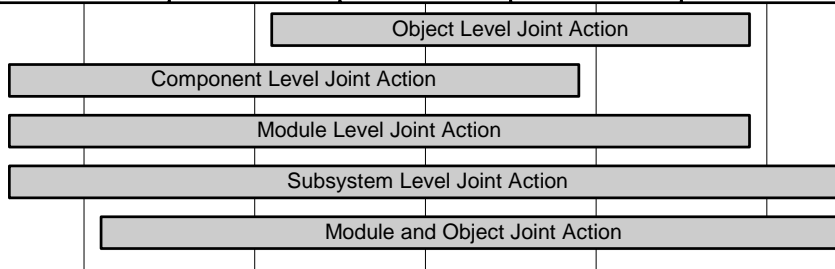 Object Level Joint Action
Component Level Joint Action
Module Level Joint Action
Subsystem Level Joint Action
Module and Object Joint Action